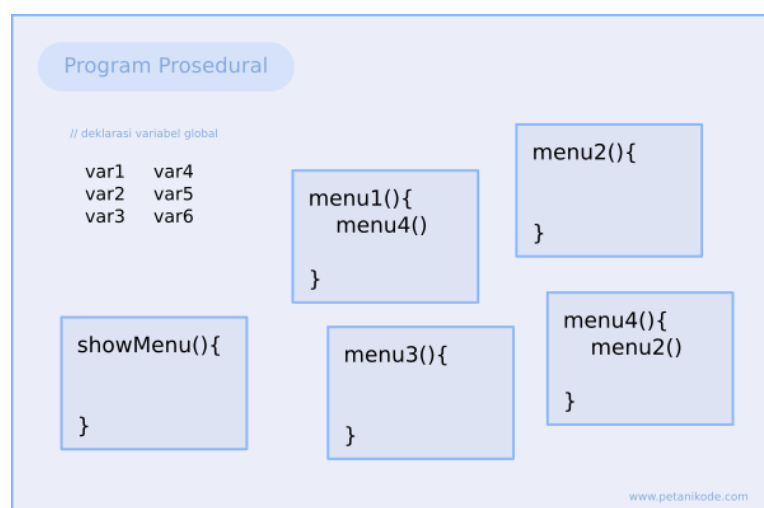 Program Prosedural
// deklarasi variabel global
var1 var4
var2 var5
var3 var6
menu1(){
menu4()
}
menu2(){
}
showMenu(){
}
menu3(){
}
menu4(){
menu2()
}
www.petanikode.com